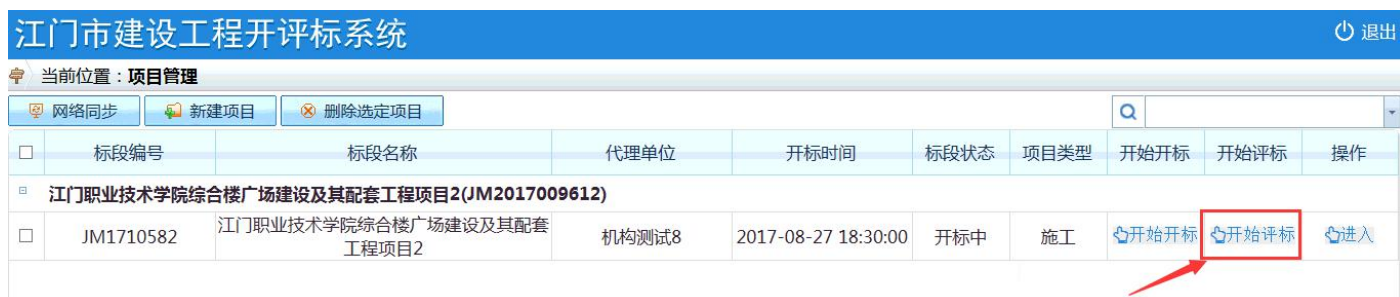 江门市建设工程开评标系统
退出
当前位置：项目管理
网络同步 新建项目 删除选定项目
标段编号 标段名称 代理单位 开标时间 标段状态 项目类型 开始开标 开始评标 操作
江门职业技术学院综合楼广场建设及其配套工程项目2(JM2017009612)
JM1710582 江门职业技术学院综合楼广场建设及其配套 机构测试8 2017-08-27 18:30:00 开标中 施工 开始开标 开始评标 进入
工程项目2